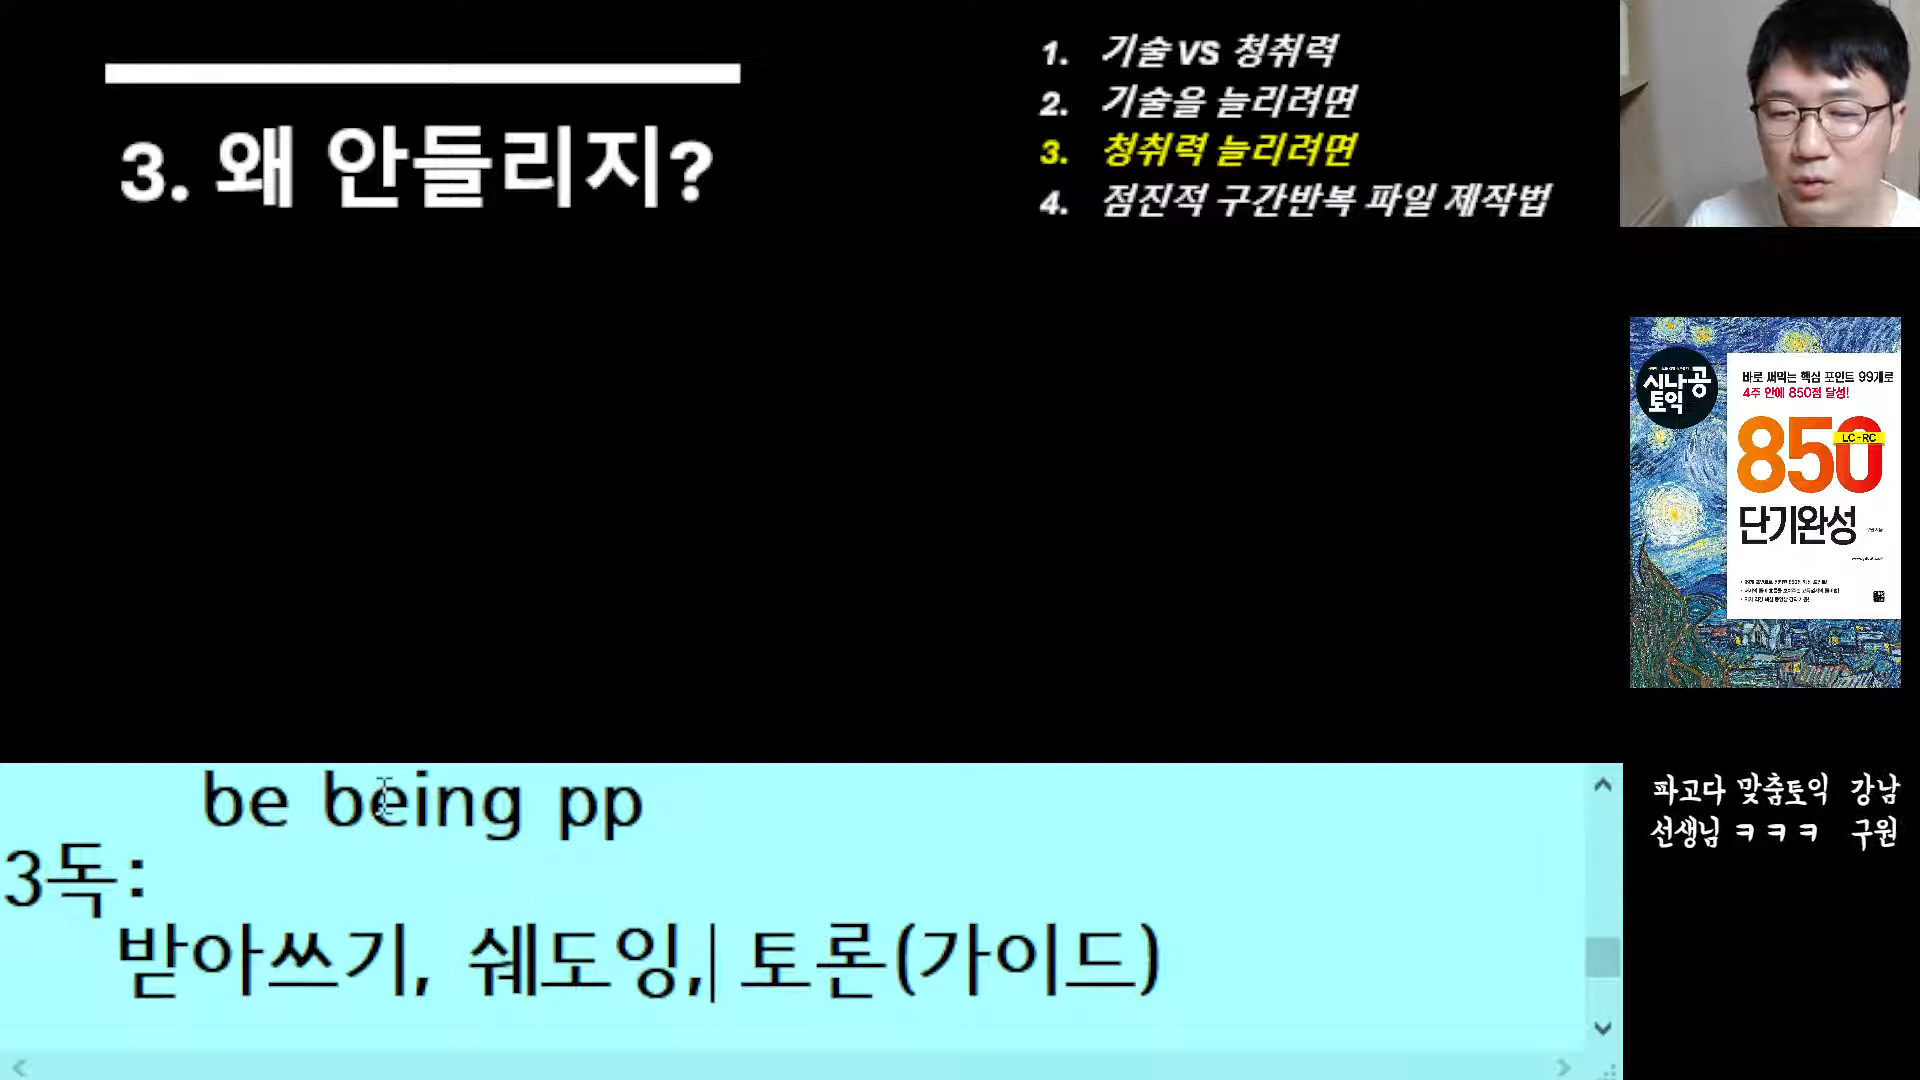 3. 왜 안들리지?
1. 기술 VS 청취력
2. 기술을 늘리려면
3. 청취력 늘리려면
4. 점진적 구간반복 파일 제작법
시나공
토익
바로 써먹는 핵심 포인트 99개로
4주 안에 850점 달성!
850
LC+RC
단기완성
be being pp
3독:
받아쓰기, 쉐도잉, 토론(가이드)
파고다 맞춤토익 강남
선생님 ㅋㅋㅋ 구원